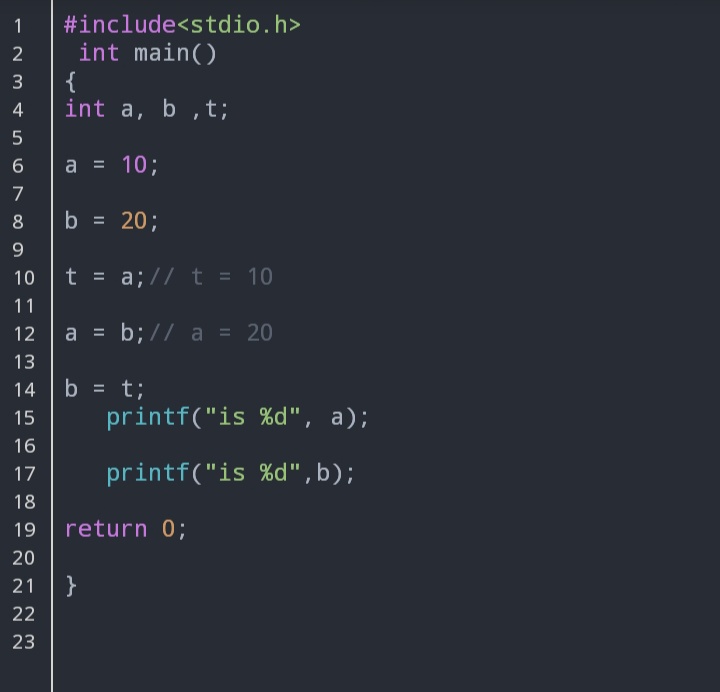 1 #include<stdio.h>
2  int main()
3 {
4 int a, b ,t;
5
6 a = 10;
7
8 b = 20;
9
10 t = a;// t = 10
11
12 a = b;// a = 20
13
14 b = t;
15    printf("is %d", a);
16
17    printf("is %d",b);
18
19 return 0;
20
21 }
22
23